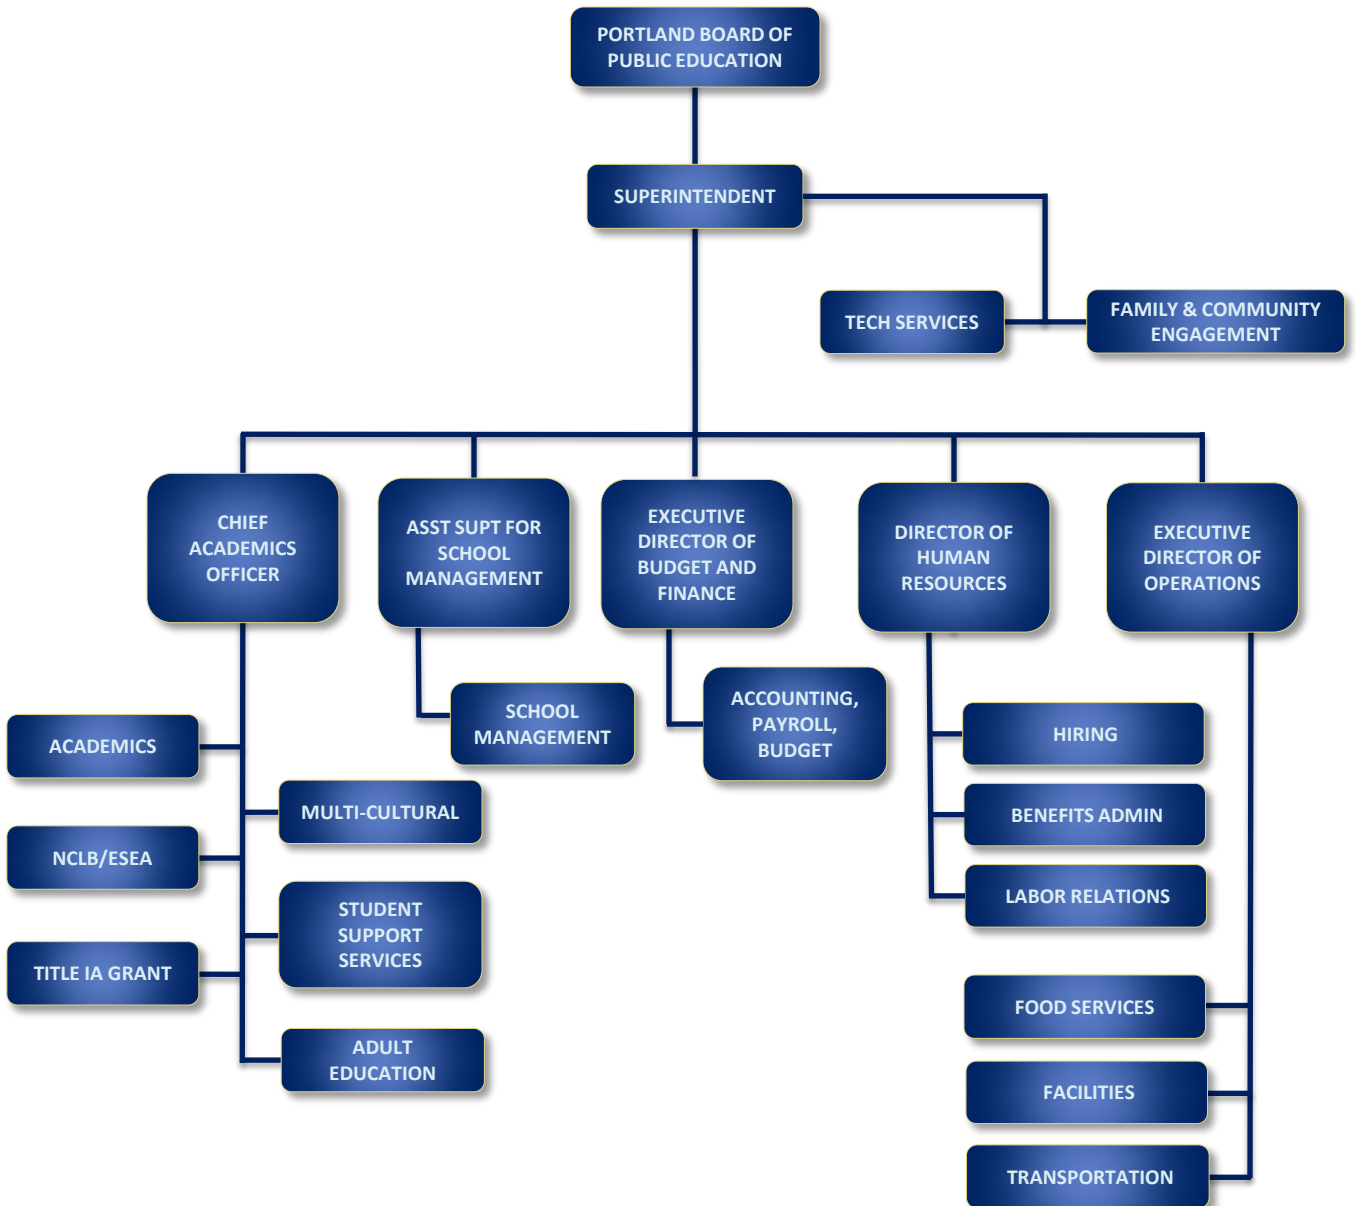 PORTLAND BOARD OF
PUBLIC EDUCATION
SUPERINTENDENT
TECH SERVICES
FAMILY & COMMUNITY
ENGAGEMENT
CHIEF
ACADEMICS
OFFICER
ASST SUPT FOR
SCHOOL
MANAGEMENT
EXECUTIVE
DIRECTOR OF
BUDGET AND
FINANCE
DIRECTOR OF
HUMAN
RESOURCES
EXECUTIVE
DIRECTOR OF
OPERATIONS
ACADEMICS
NCLB/ESEA
TITLE IA GRANT
MULTI-CULTURAL
STUDENT
SUPPORT
SERVICES
ADULT
EDUCATION
SCHOOL
MANAGEMENT
ACCOUNTING,
PAYROLL,
BUDGET
HIRING
BENEFITS ADMIN
LABOR RELATIONS
FOOD SERVICES
FACILITIES
TRANSPORTATION